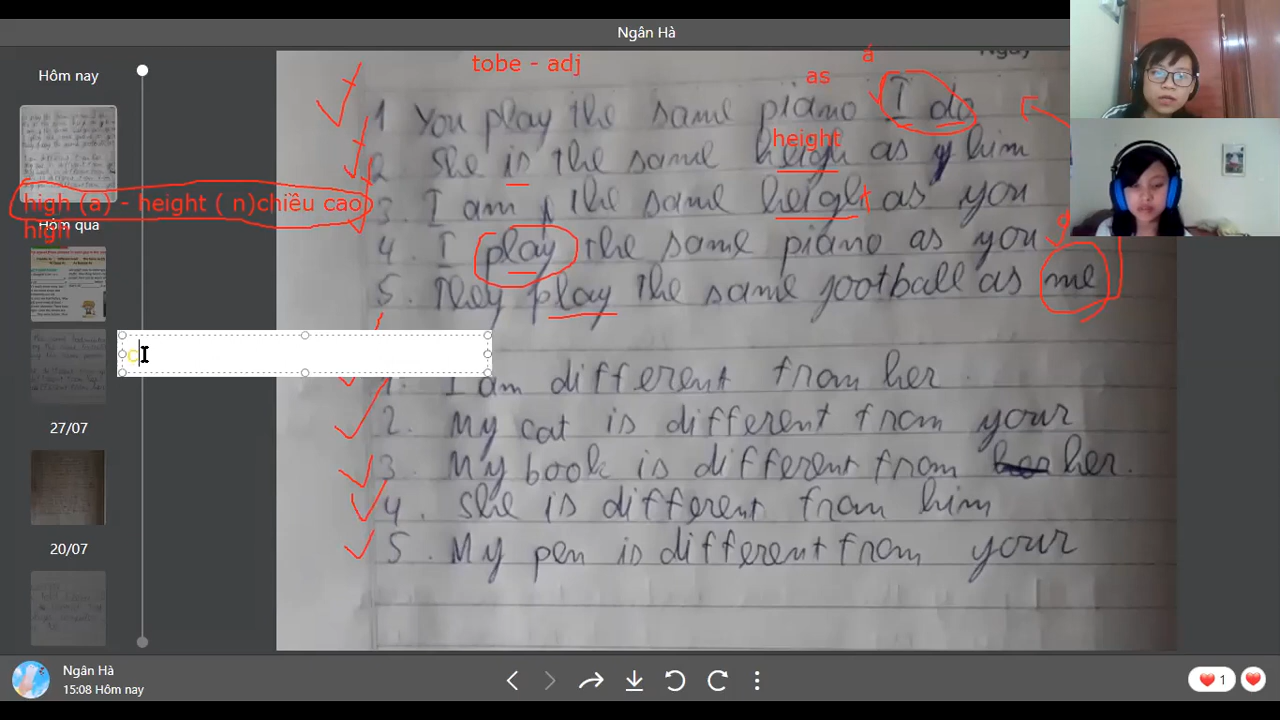 Ngân Hà
Hôm nay
tobe - adj
á
as
1 You play the same piano I do
height
2 She is the same heigh as him
high (a) - height ( n)chiều cao
3. I am the same height as you
Hôm qua
high
4. I play the same piano as you
5. They play the same football as me
c
1. I am different from her
27/07
2. My cat is different from your
3. My book is different from her.
4. She is different from him
20/07
5. My pen is different from your
Ngân Hà
15:08 Hôm nay
1